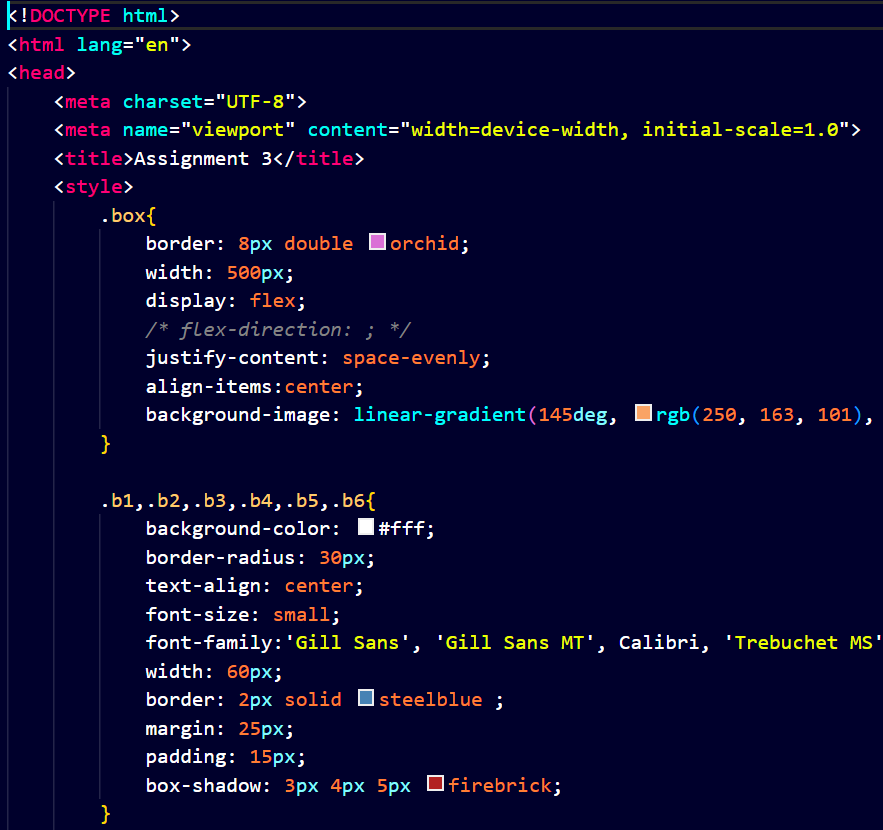 <!DOCTYPE html>
<html lang="en">
<head>
    <meta charset="UTF-8">
    <meta name="viewport" content="width=device-width, initial-scale=1.0">
    <title>Assignment 3</title>
    <style>
        .box{
            border: 8px double orchid;
            width: 500px;
            display: flex;
            /* flex-direction: ; */
            justify-content: space-evenly;
            align-items:center;
            background-image: linear-gradient(145deg, rgb(250, 163, 101),
        }

        .b1,.b2,.b3,.b4,.b5,.b6{
            background-color: #fff;
            border-radius: 30px;
            text-align: center;
            font-size: small;
            font-family:'Gill Sans', 'Gill Sans MT', Calibri, 'Trebuchet MS'
            width: 60px;
            border: 2px solid steelblue ;
            margin: 25px;
            padding: 15px;
            box-shadow: 3px 4px 5px firebrick;
        }